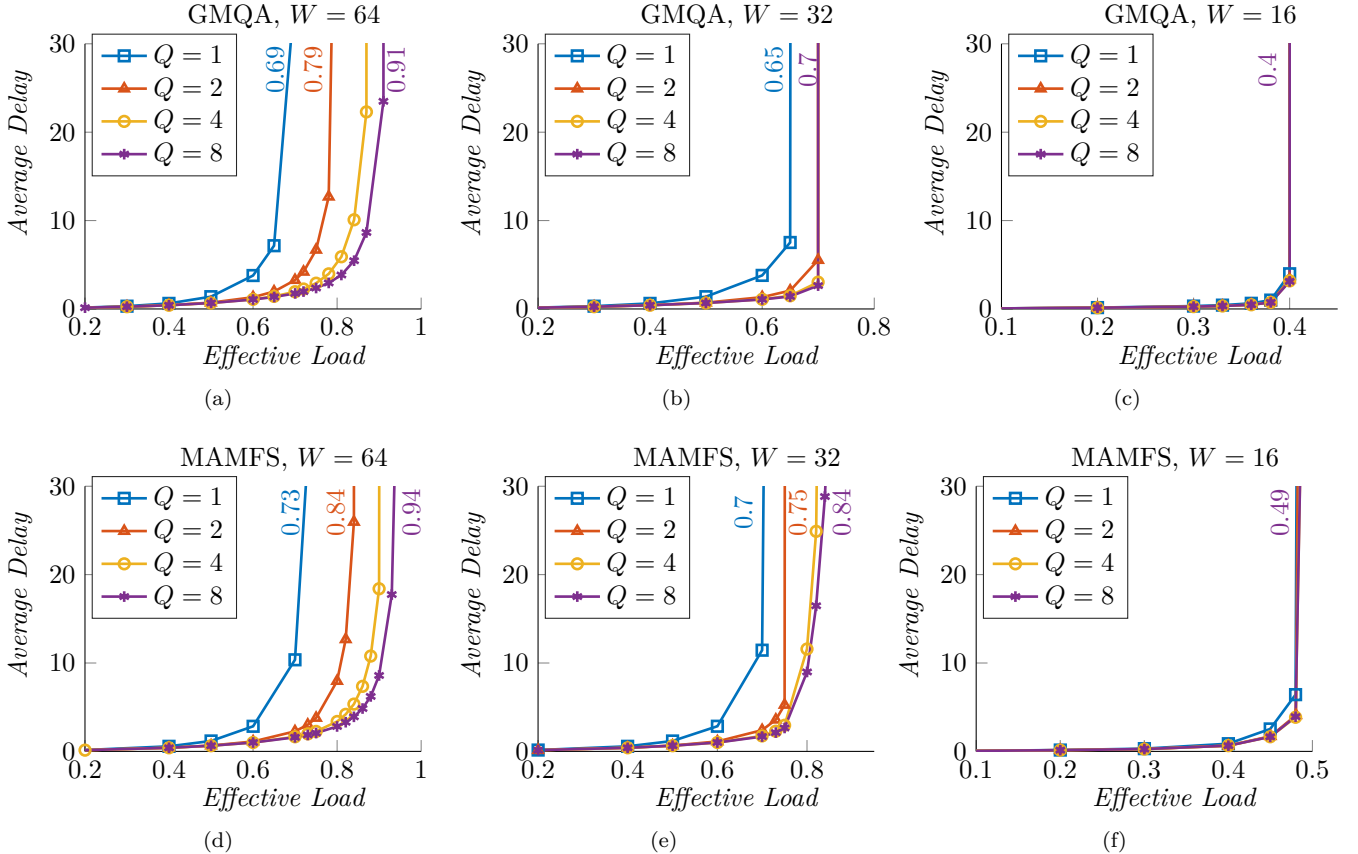 GMQA, W = 64
30
20
10
0
Average Delay
Q = 1
Q = 2
Q = 4
Q = 8
0.69
0.79
0.91
0.2 0.4 0.6 0.8 1
Effective Load
(a)
GMQA, W = 32
30
20
10
0
Average Delay
Q = 1
Q = 2
Q = 4
Q = 8
0.65
0.7
0.2 0.4 0.6 0.8
Effective Load
(b)
GMQA, W = 16
30
20
10
0
Average Delay
Q = 1
Q = 2
Q = 4
Q = 8
0.4
0.1 0.2 0.3 0.4
Effective Load
(c)
MAMFS, W = 64
30
20
10
0
Average Delay
Q = 1
Q = 2
Q = 4
Q = 8
0.73
0.84
0.94
0.2 0.4 0.6 0.8 1
Effective Load
(d)
MAMFS, W = 32
30
20
10
0
Average Delay
Q = 1
Q = 2
Q = 4
Q = 8
0.7
0.75
0.84
0.2 0.4 0.6 0.8
Effective Load
(e)
MAMFS, W = 16
30
20
10
0
Average Delay
Q = 1
Q = 2
Q = 4
Q = 8
0.49
0.1 0.2 0.3 0.4 0.5
Effective Load
(f)